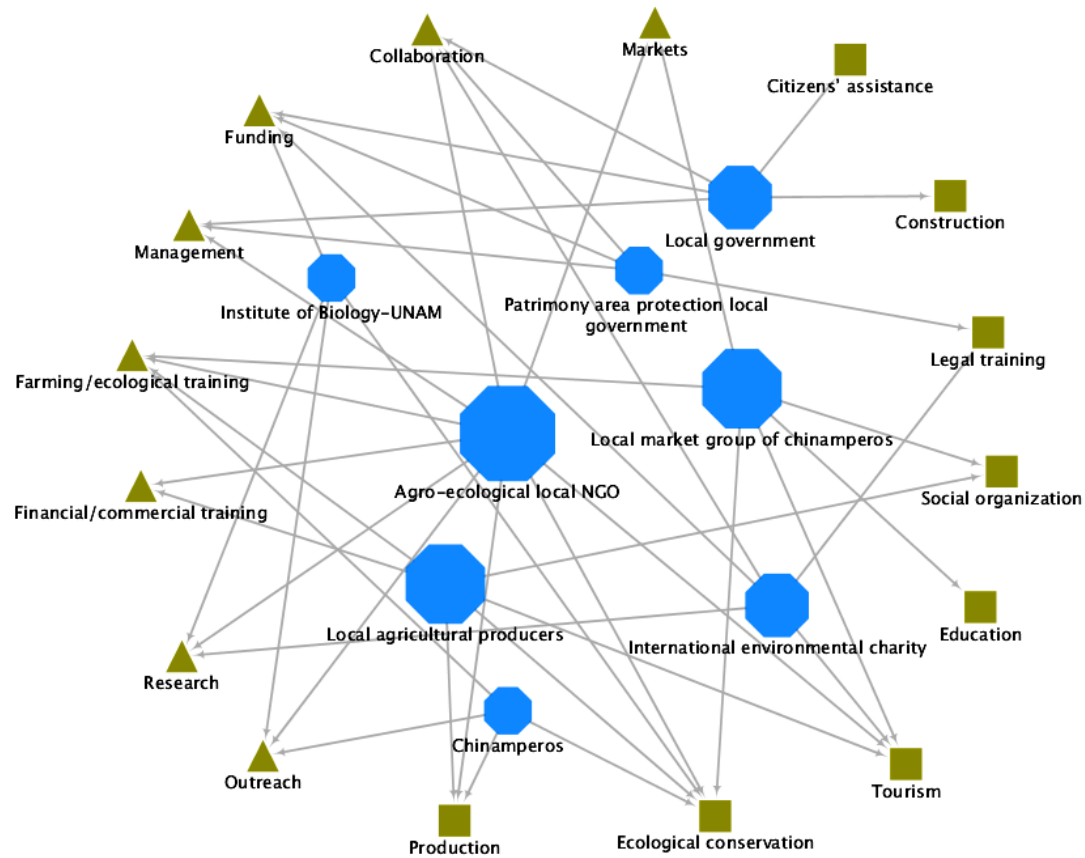 Collaboration
Markets
Citizens' assistance
Funding
Construction
Local government
Management
Institute of Biology-UNAM
Patrimony area protection local
government
Legal training
Farming/ecological training
Local market group of chinamperos
Agro-ecological local NGO
Social organization
Financial/commercial training
Local agricultural producers
International environmental charity
Education
Research
Chinamperos
Outreach
Tourism
Production
Ecological conservation